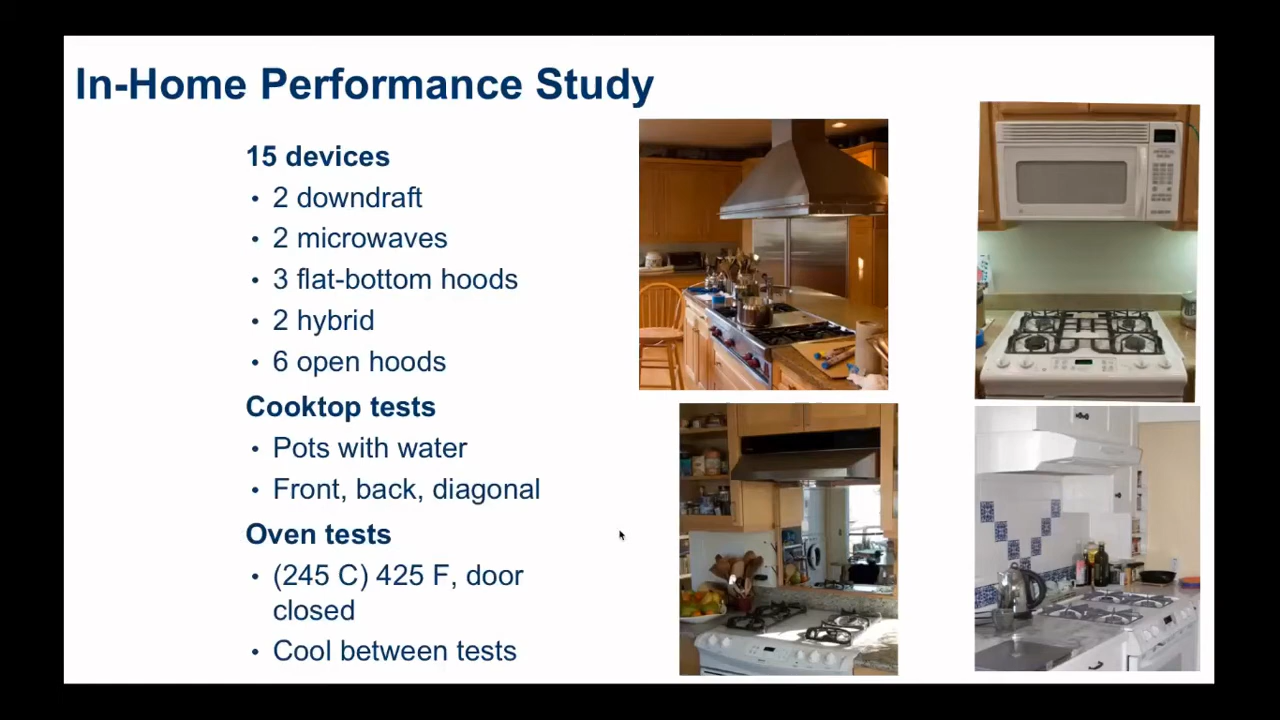 In-Home Performance Study
15 devices
• 2 downdraft
• 2 microwaves
• 3 flat-bottom hoods
• 2 hybrid
• 6 open hoods
Cooktop tests
• Pots with water
• Front, back, diagonal
Oven tests
• (245 C) 425 F, door
closed
• Cool between tests